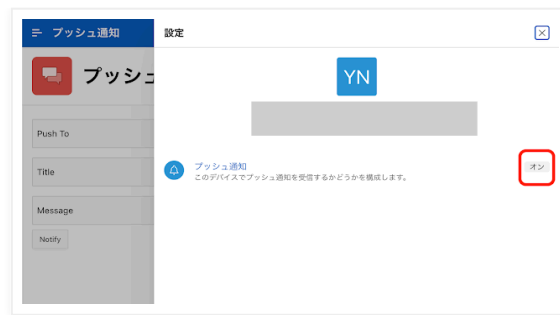 プッシュ通知
設定
プッシュ
YN
Push To
Title
Message
Notify
プッシュ通知
このデバイスでプッシュ通知を受信するかどうかを構成します。
オン